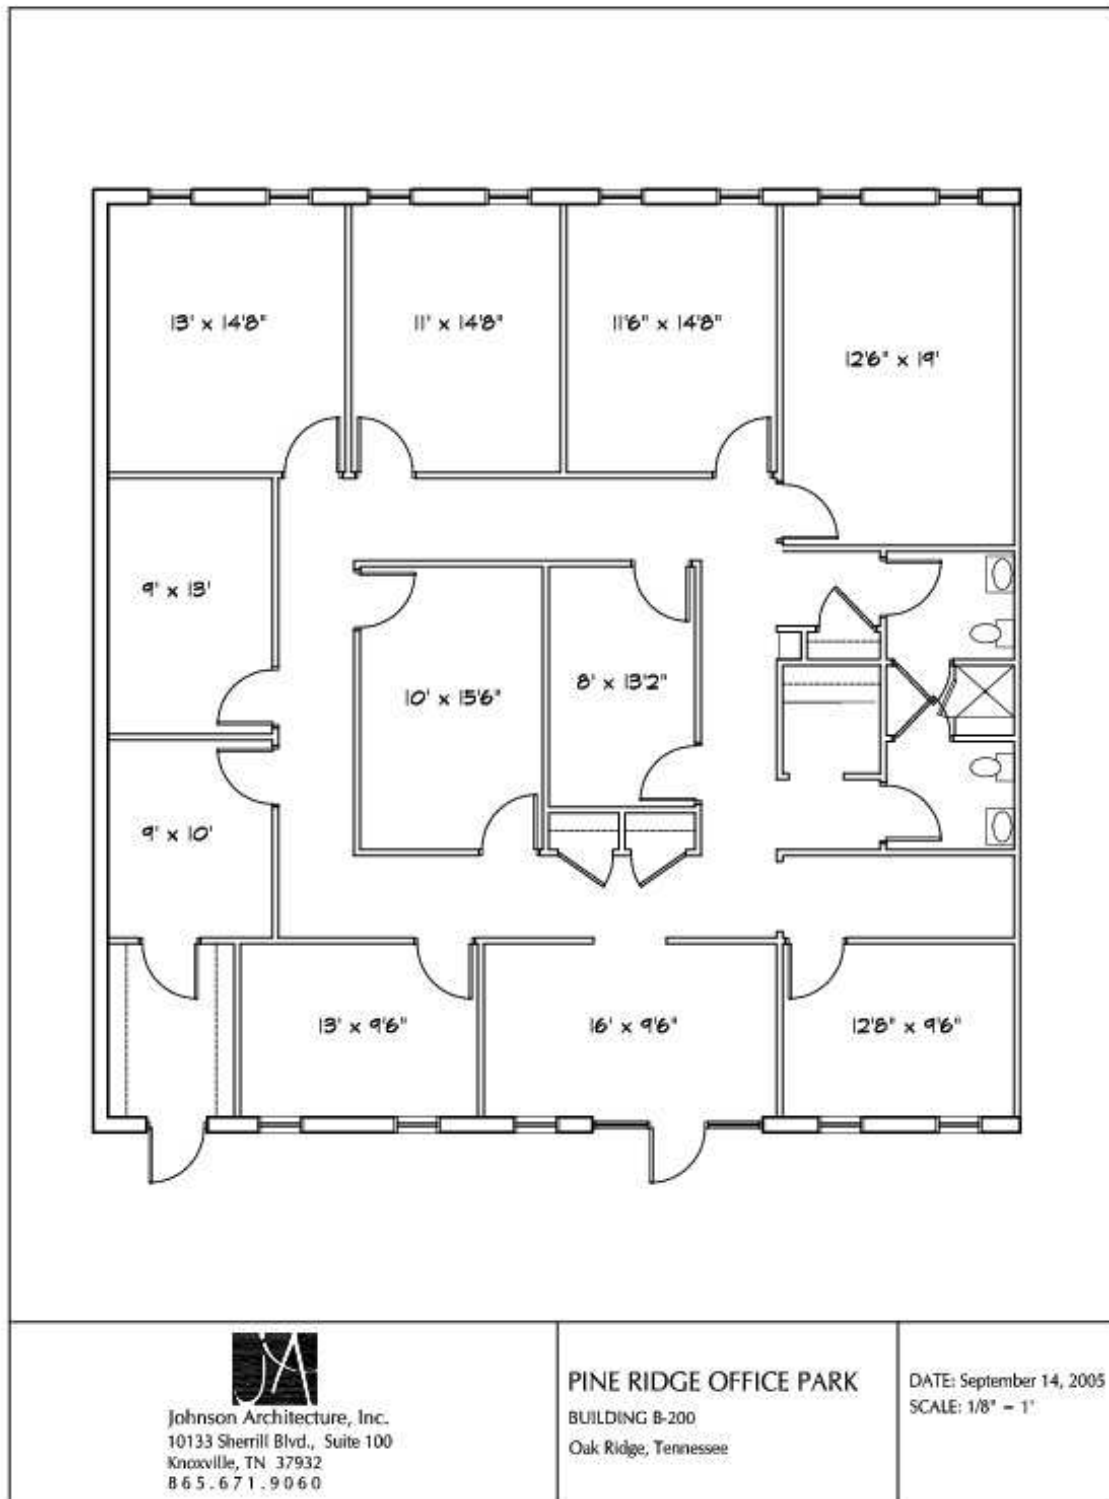 13' x 14'8"
11' x 14'8"
11'6" x 14'8"
12'6" x 19'
9' x 13'
10' x 15'6"
8' x 13'2"
9' x 10'
13' x 9'6"
16' x 9'6"
12'8" x 9'6"
JA
Johnson Architecture, Inc.
10133 Sherrill Blvd., Suite 100
Knoxville, TN 37932
865.671.9060
PINE RIDGE OFFICE PARK
BUILDING B-200
Oak Ridge, Tennessee
DATE: September 14, 2005
SCALE: 1/8" = 1'